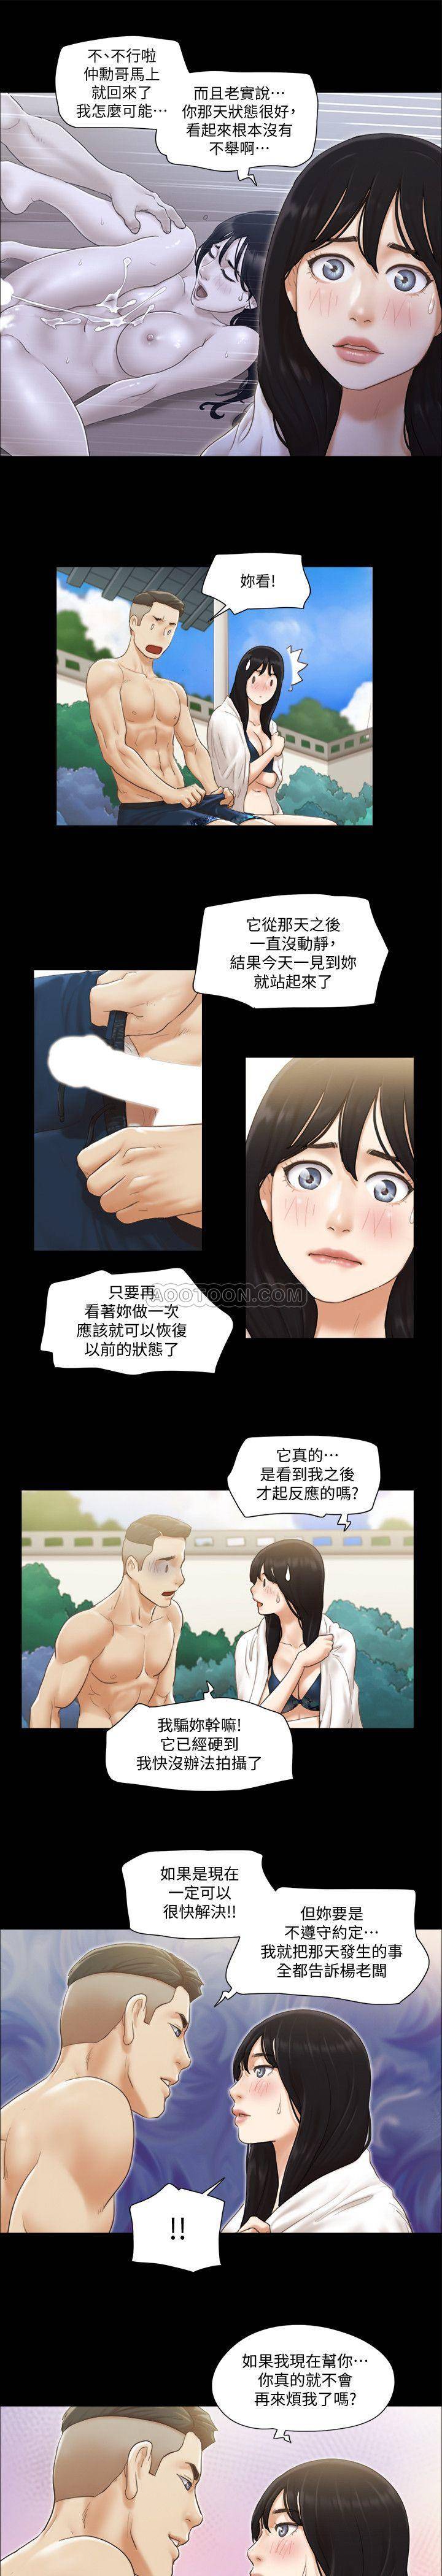 不、不行啦
仲勳哥馬上
就回來了
我怎麼可能…
而且老實說…
你那天狀態很好，
看起來根本沒有
不舉啊…
妳看!
它從那天之後
一直沒動靜，
結果今天一見到妳
就站起來了
AOOTOON.COM
只要再
看著妳做一次
應該就可以恢復
以前的狀態了
它真的…
是看到我之後
才起反應的嗎?
我騙妳幹嘛!
它已經硬到
我快沒辦法拍攝了
如果是現在
一定可以
很快解決!!
但妳要是
不遵守約定…
我就把那天發生的事
全都告訴楊老闆
!!
如果我現在幫你…
你真的就不會
再來煩我了嗎?